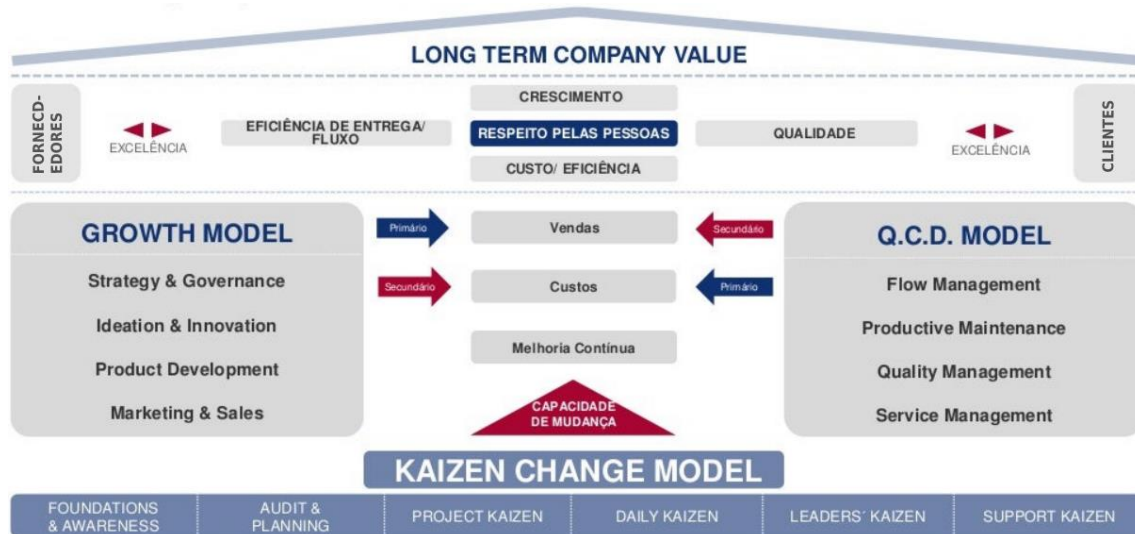 LONG TERM COMPANY VALUE
FORNECD-
EDORES
EXCELÊNCIA
EFICIÊNCIA DE ENTREGA/
FLUXO
CRESCIMENTO
RESPEITO PELAS PESSOAS
CUSTO/ EFICIÊNCIA
QUALIDADE
EXCELÊNCIA
CLIENTES
GROWTH MODEL
Strategy & Governance
Ideation & Innovation
Product Development
Marketing & Sales
Primário
Vendas
Secundário
Secundário
Custos
Primário
Melhoria Contínua
CAPACIDADE
DE MUDANÇA
Q.C.D. MODEL
Flow Management
Productive Maintenance
Quality Management
Service Management
KAIZEN CHANGE MODEL
FOUNDATIONS
& AWARENESS
AUDIT &
PLANNING
PROJECT KAIZEN
DAILY KAIZEN
LEADERS´ KAIZEN
SUPPORT KAIZEN